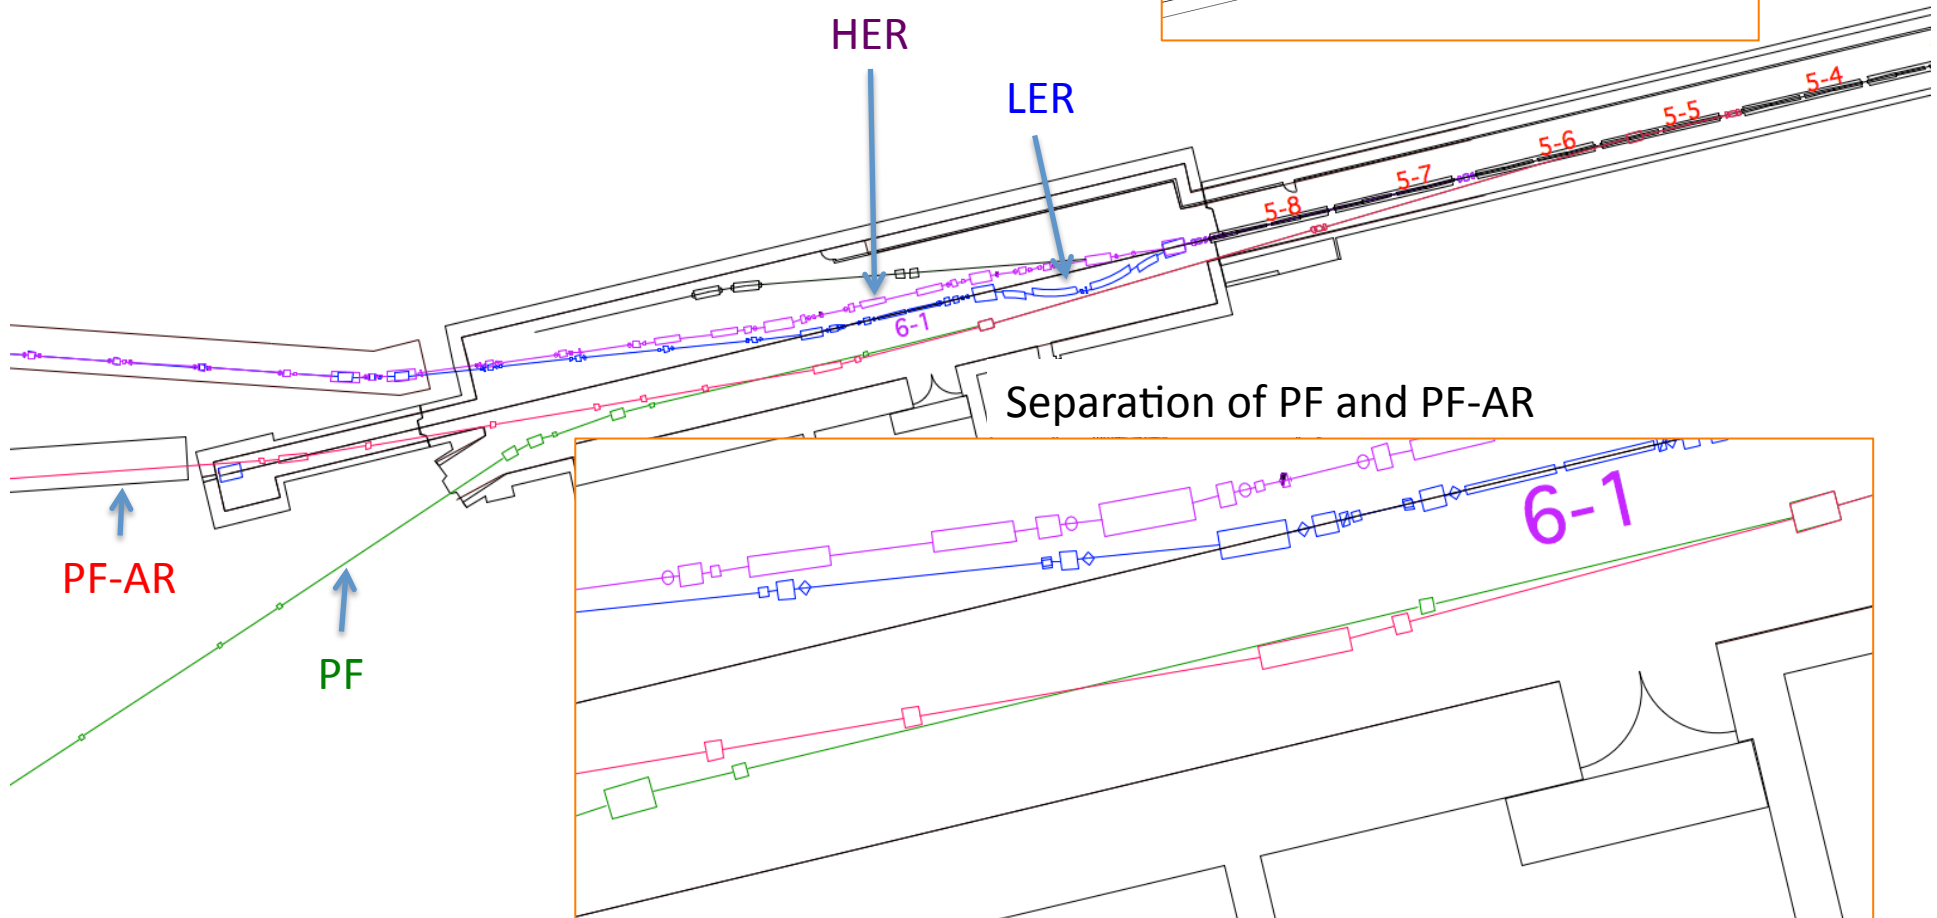 HER
LER
5-4
5-5
5-6
5-7
5-8
6-1
Separation of PF and PF-AR
6-1
PF-AR
PF